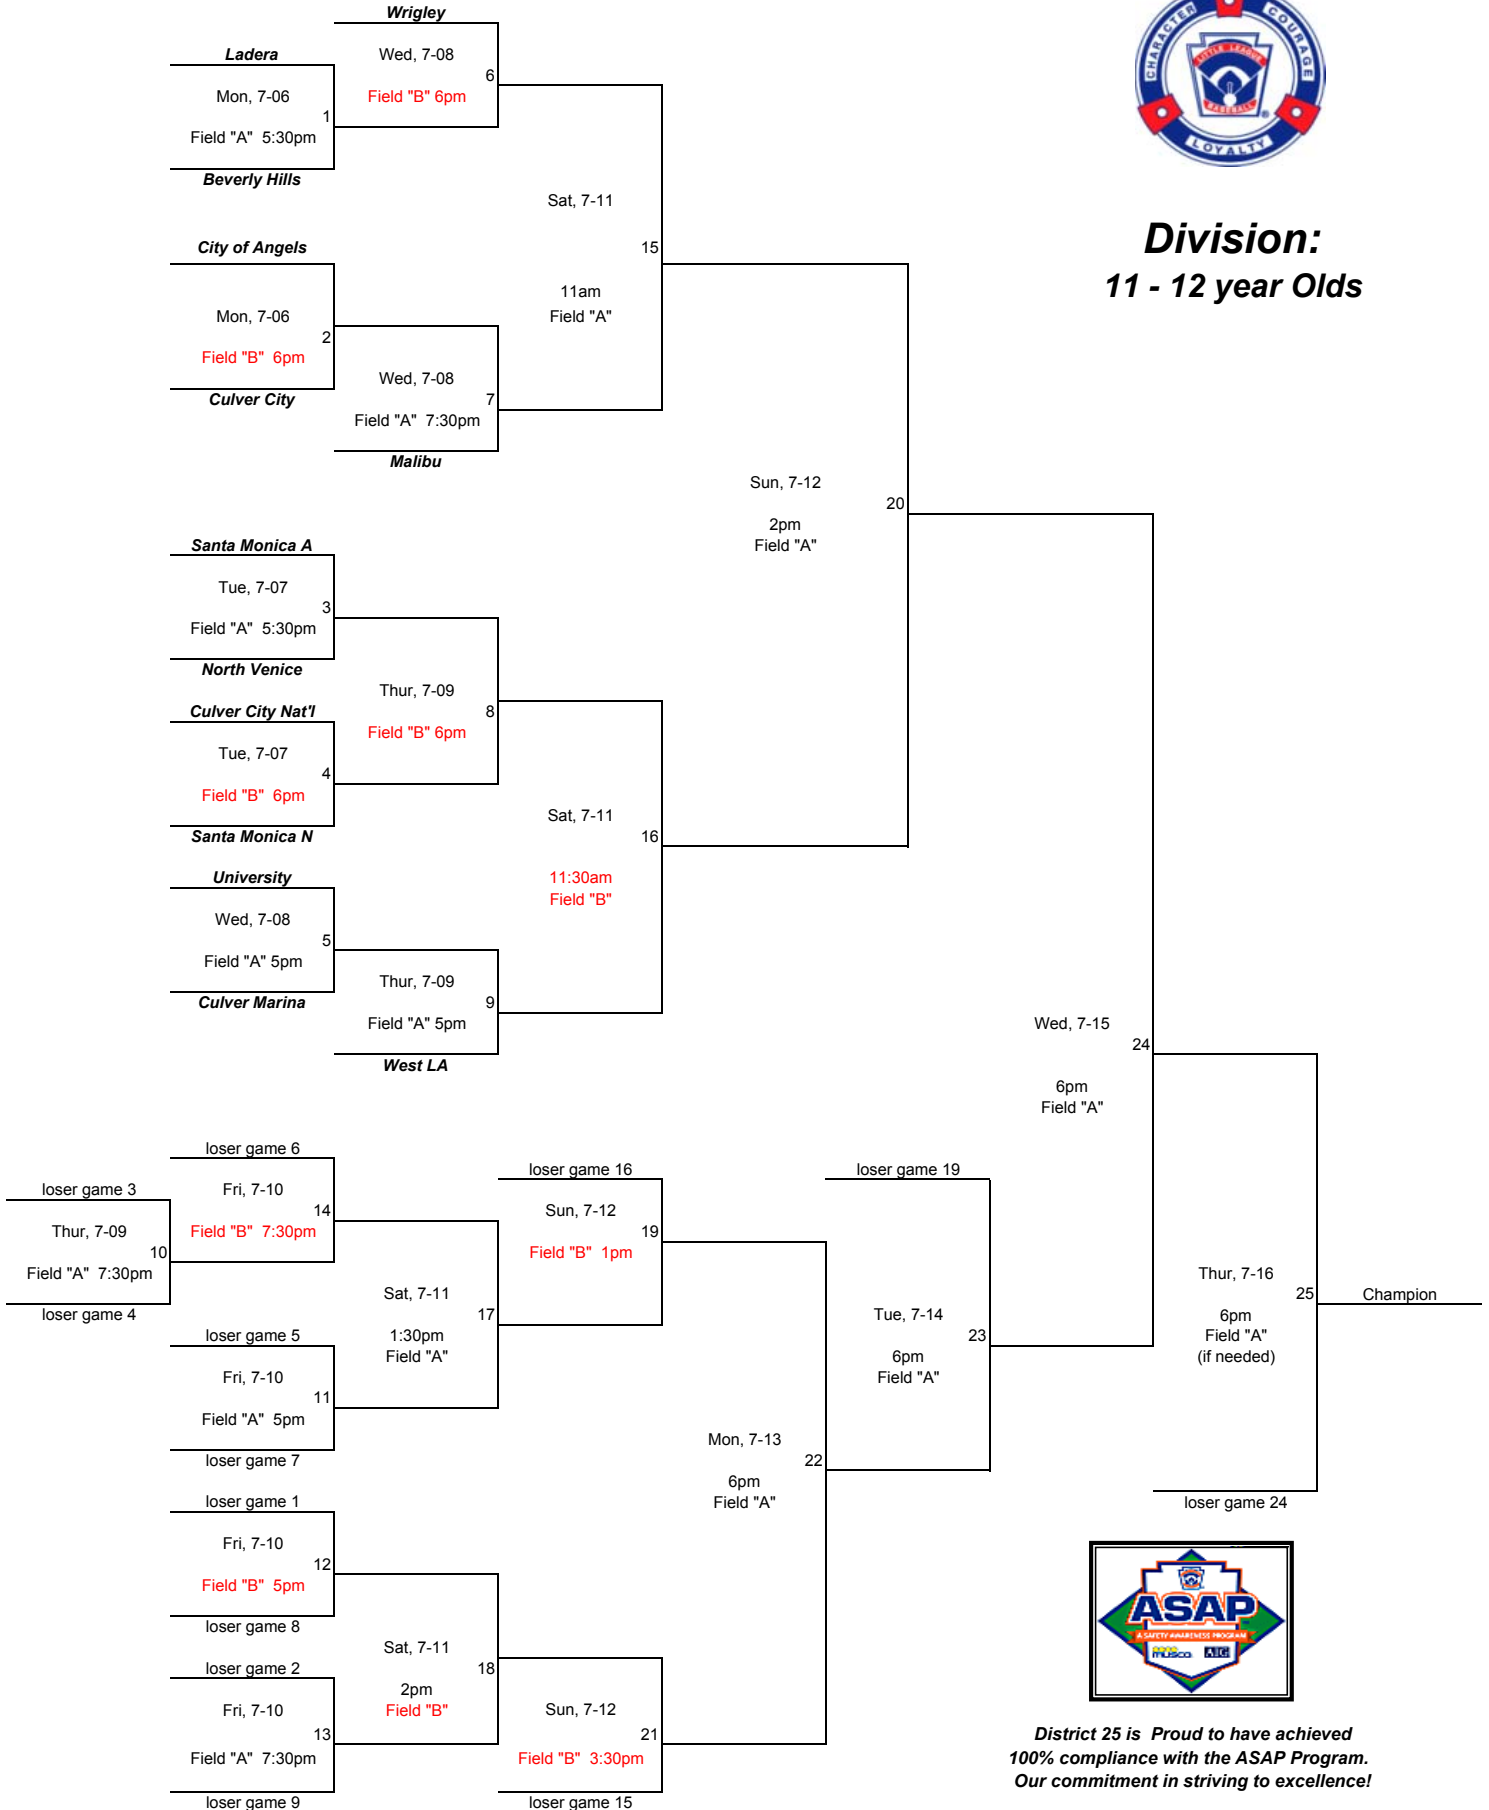 CHARACTER
COURAGE
LOYALTY
LITTLE LEAGUE
BASEBALL
®
Division:
11 - 12 year Olds
Wrigley
Wed, 7-08
6
Field "B" 6pm
Ladera
Mon, 7-06
1
Field "A" 5:30pm
Beverly Hills
Sat, 7-11
15
11am
Field "A"
City of Angels
Mon, 7-06
2
Field "B" 6pm
Culver City
Wed, 7-08
7
Field "A" 7:30pm
Malibu
Sun, 7-12
20
2pm
Field "A"
Santa Monica A
Tue, 7-07
3
Field "A" 5:30pm
North Venice
Thur, 7-09
8
Field "B" 6pm
Culver City Nat'l
Tue, 7-07
4
Field "B" 6pm
Santa Monica N
Sat, 7-11
16
11:30am
Field "B"
University
Wed, 7-08
5
Field "A" 5pm
Culver Marina
Thur, 7-09
9
Field "A" 5pm
West LA
Wed, 7-15
24
6pm
Field "A"
loser game 6
Fri, 7-10
14
Field "B" 7:30pm
loser game 3
Thur, 7-09
10
Field "A" 7:30pm
loser game 4
loser game 16
Sun, 7-12
19
Field "B" 1pm
loser game 19
Sat, 7-11
17
1:30pm
Field "A"
loser game 5
Fri, 7-10
11
Field "A" 5pm
loser game 7
Tue, 7-14
23
6pm
Field "A"
Thur, 7-16
25
6pm
Field "A"
(if needed)
Champion
Mon, 7-13
22
6pm
Field "A"
loser game 24
loser game 1
Fri, 7-10
12
Field "B" 5pm
loser game 8
Sat, 7-11
18
2pm
Field "B"
loser game 2
Fri, 7-10
13
Field "A" 7:30pm
loser game 9
Sun, 7-12
21
Field "B" 3:30pm
loser game 15
ASAP
A SAFETY AWARENESS PROGRAM
musco
AIG
District 25 is Proud to have achieved
100% compliance with the ASAP Program.
Our commitment in striving to excellence!